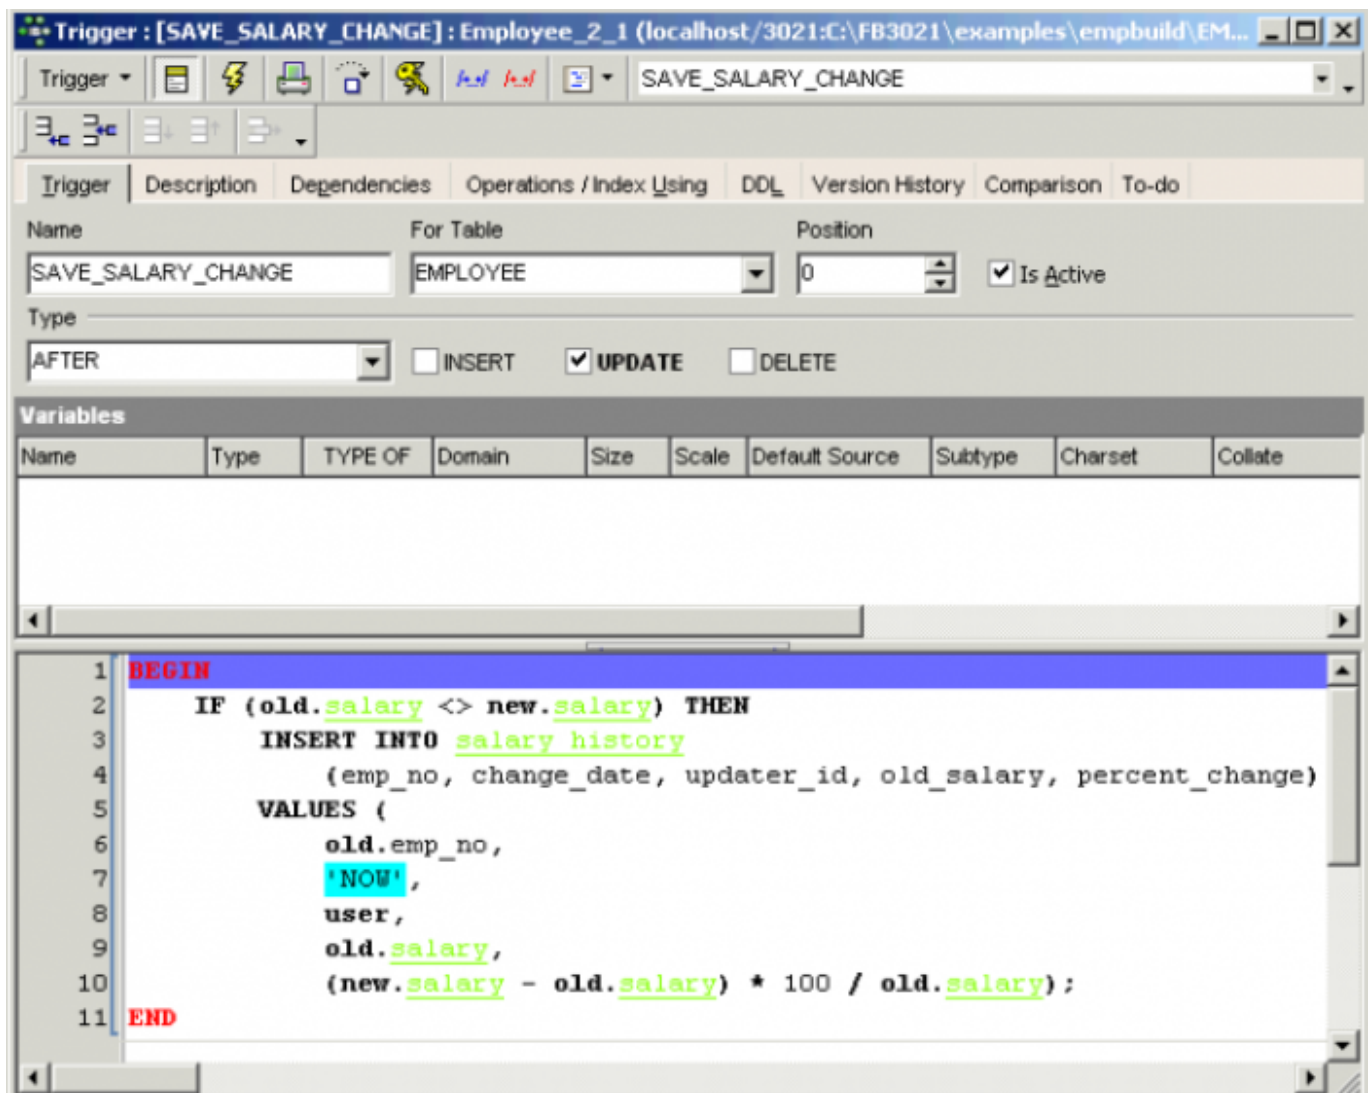 Trigger : [SAVE_SALARY_CHANGE] : Employee_2_1 (localhost/3021:C:\FB3021\examples\empbuild\EM...
Trigger SAVE_SALARY_CHANGE
Trigger Description Dependencies Operations / Index Using DDL Version History Comparison To-do
Name For Table Position
SAVE_SALARY_CHANGE EMPLOYEE 0 Is Active
Type
AFTER INSERT UPDATE DELETE
Variables
Name Type TYPE OF Domain Size Scale Default Source Subtype Charset Collate
1 BEGIN
2 IF (old.salary <> new.salary) THEN
3 INSERT INTO salary_history
4 (emp_no, change_date, updater_id, old_salary, percent_change)
5 VALUES (
6 old.emp_no,
7 'NOW',
8 user,
9 old.salary,
10 (new.salary - old.salary) * 100 / old.salary);
11 END